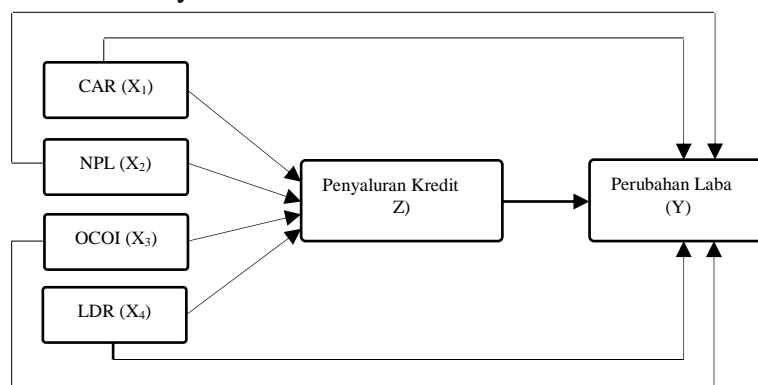 CAR (X₁)
NPL (X₂)
OCOI (X₃)
LDR (X₄)
Penyaluran Kredit
Z)
Perubahan Laba
(Y)